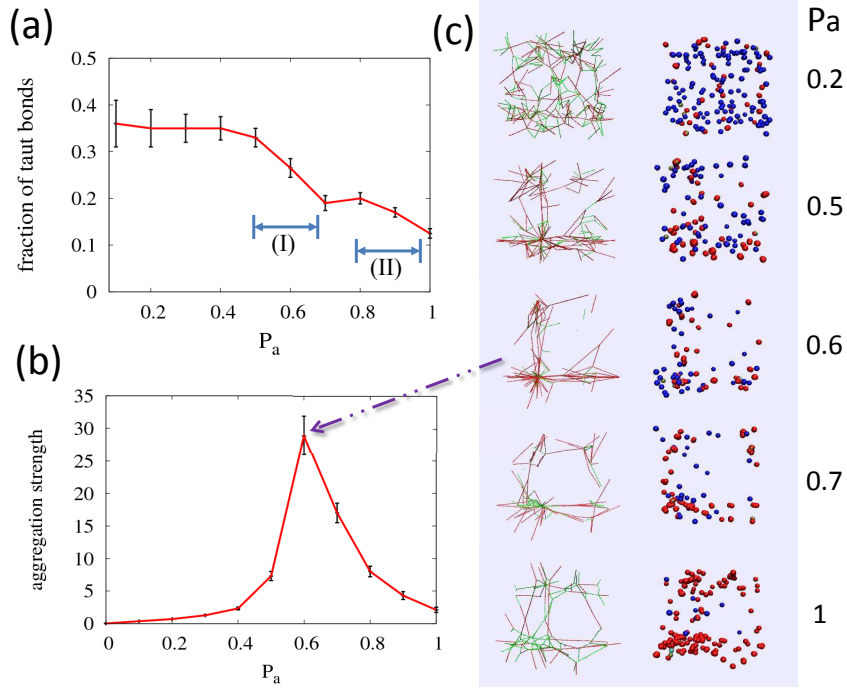 (a)
0.5
0.4
0.3
0.2
0.1
0
fraction of taut bonds
(I)
(II)
0.2 0.4 0.6 0.8 1
Pa
(b)
35
30
25
20
15
10
5
0
aggregation strength
0 0.2 0.4 0.6 0.8 1
Pa
(c)
Pa
0.2
0.5
0.6
0.7
1